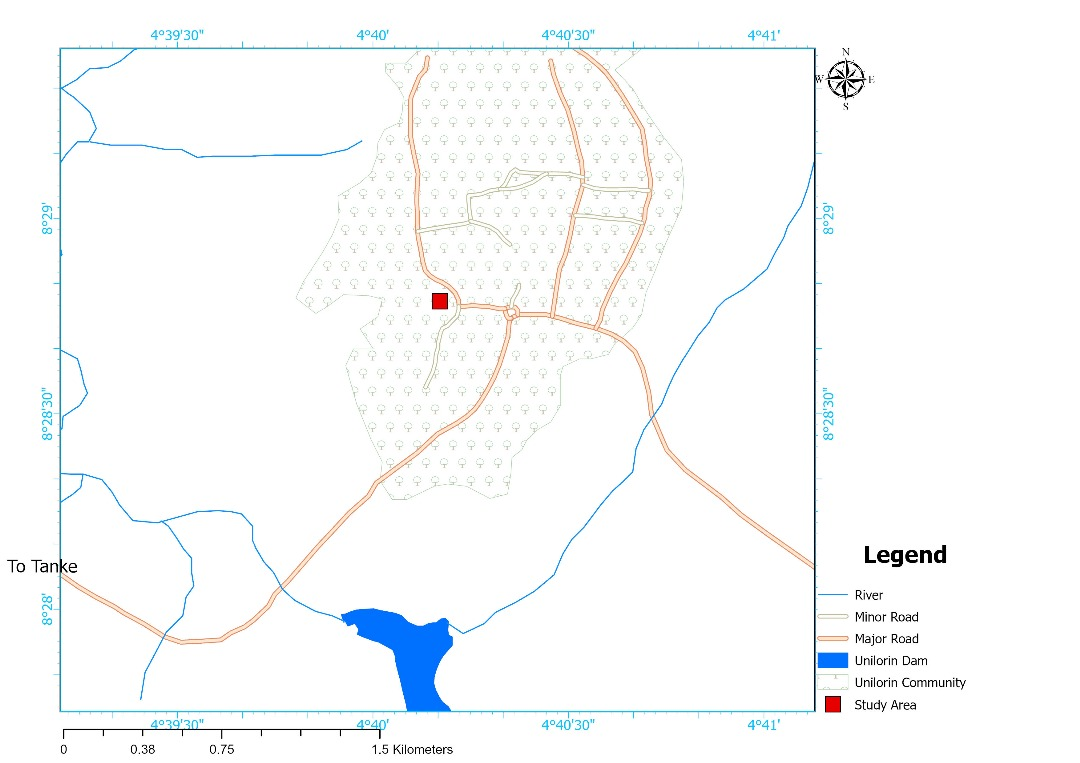 4°39'30" 4°40' 4°40'30" 4°41'
N
W E
S
8°29' 8°29'
8°28'30" 8°28'30"
To Tanke
8°28' 8°28'
Legend
River
Minor Road
Major Road
Unilorin Dam
Unilorin Community
Study Area
4°39'30" 4°40' 4°40'30" 4°41'
0 0.38 0.75 1.5 Kilometers